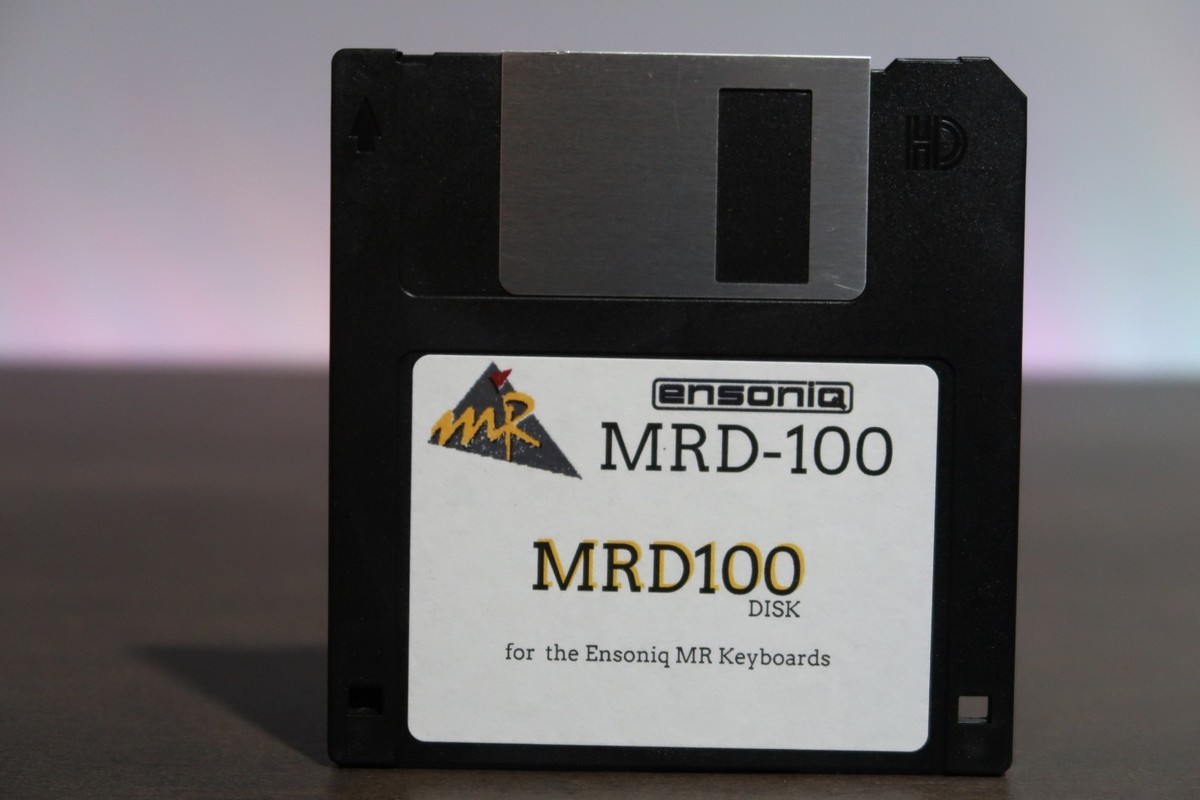 HD
mR
ensoniq
MRD-100
MRD100
DISK
for the Ensoniq MR Keyboards